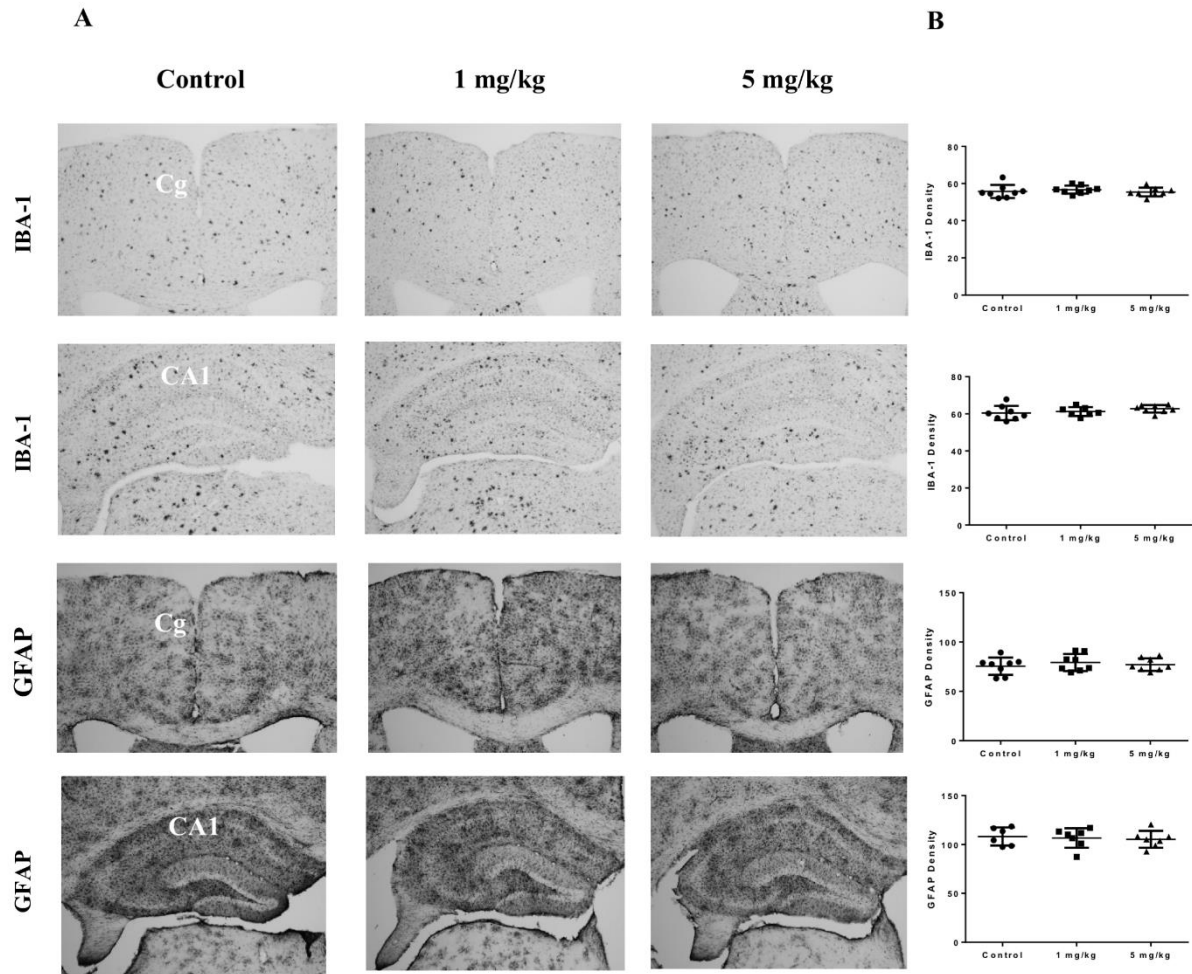 A
B
Control
1 mg/kg
5 mg/kg
IBA-1
Cg
IBA-1 Density
80
60
40
20
0
Control
1 mg/kg
5 mg/kg
IBA-1
CA1
IBA-1 Density
80
60
40
20
0
Control
1 mg/kg
5 mg/kg
GFAP
Cg
GFAP Density
150
100
50
0
Control
1 mg/kg
5 mg/kg
GFAP
CA1
GFAP Density
150
100
50
0
Control
1 mg/kg
5 mg/kg